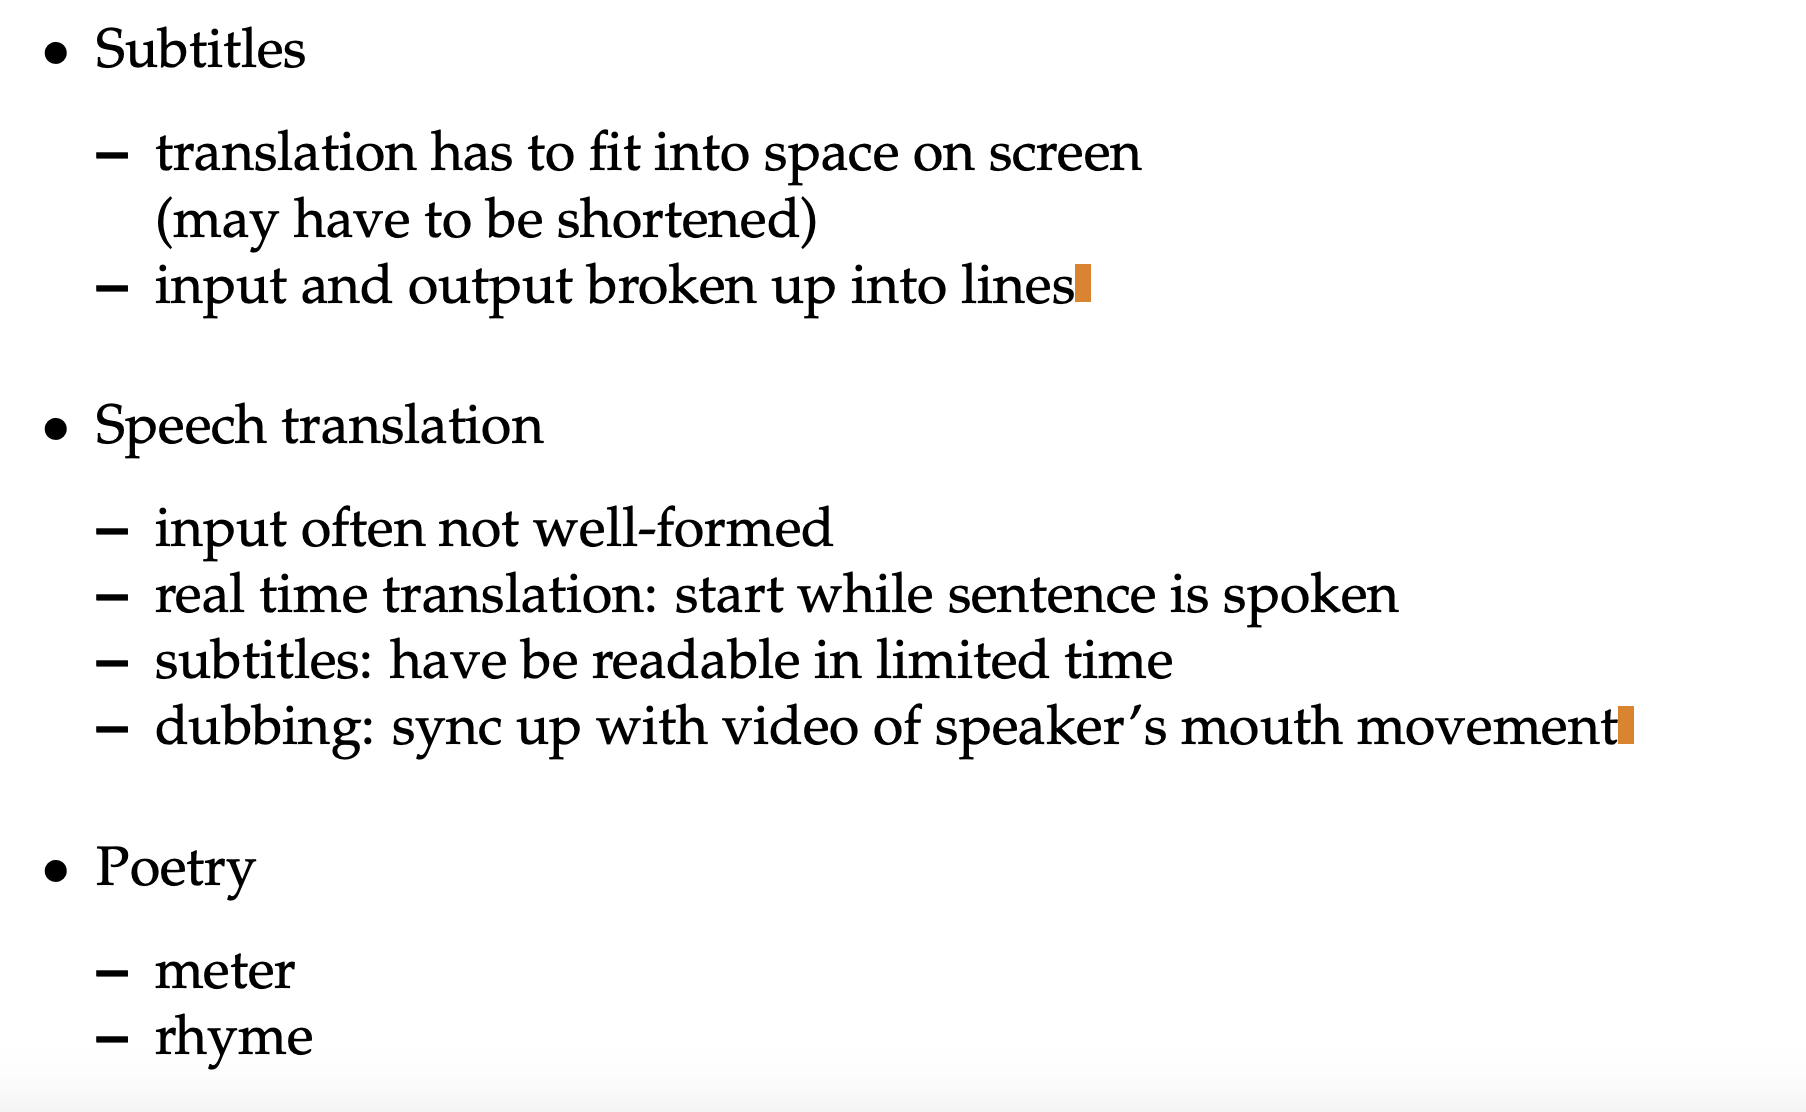 • Subtitles
– translation has to fit into space on screen
(may have to be shortened)
– input and output broken up into lines
• Speech translation
– input often not well-formed
– real time translation: start while sentence is spoken
– subtitles: have be readable in limited time
– dubbing: sync up with video of speaker’s mouth movement
• Poetry
– meter
– rhyme